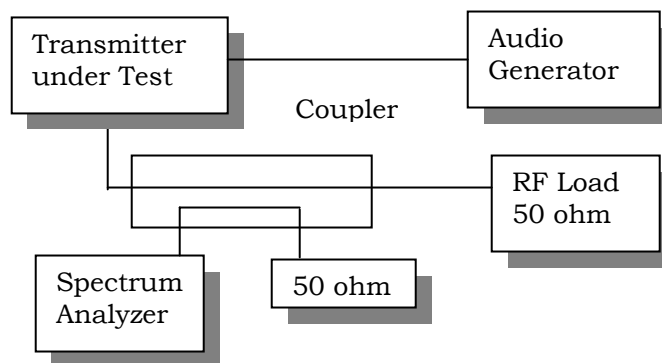 Transmitter
under Test
Audio
Generator
Coupler
RF Load
50 ohm
Spectrum
Analyzer
50 ohm